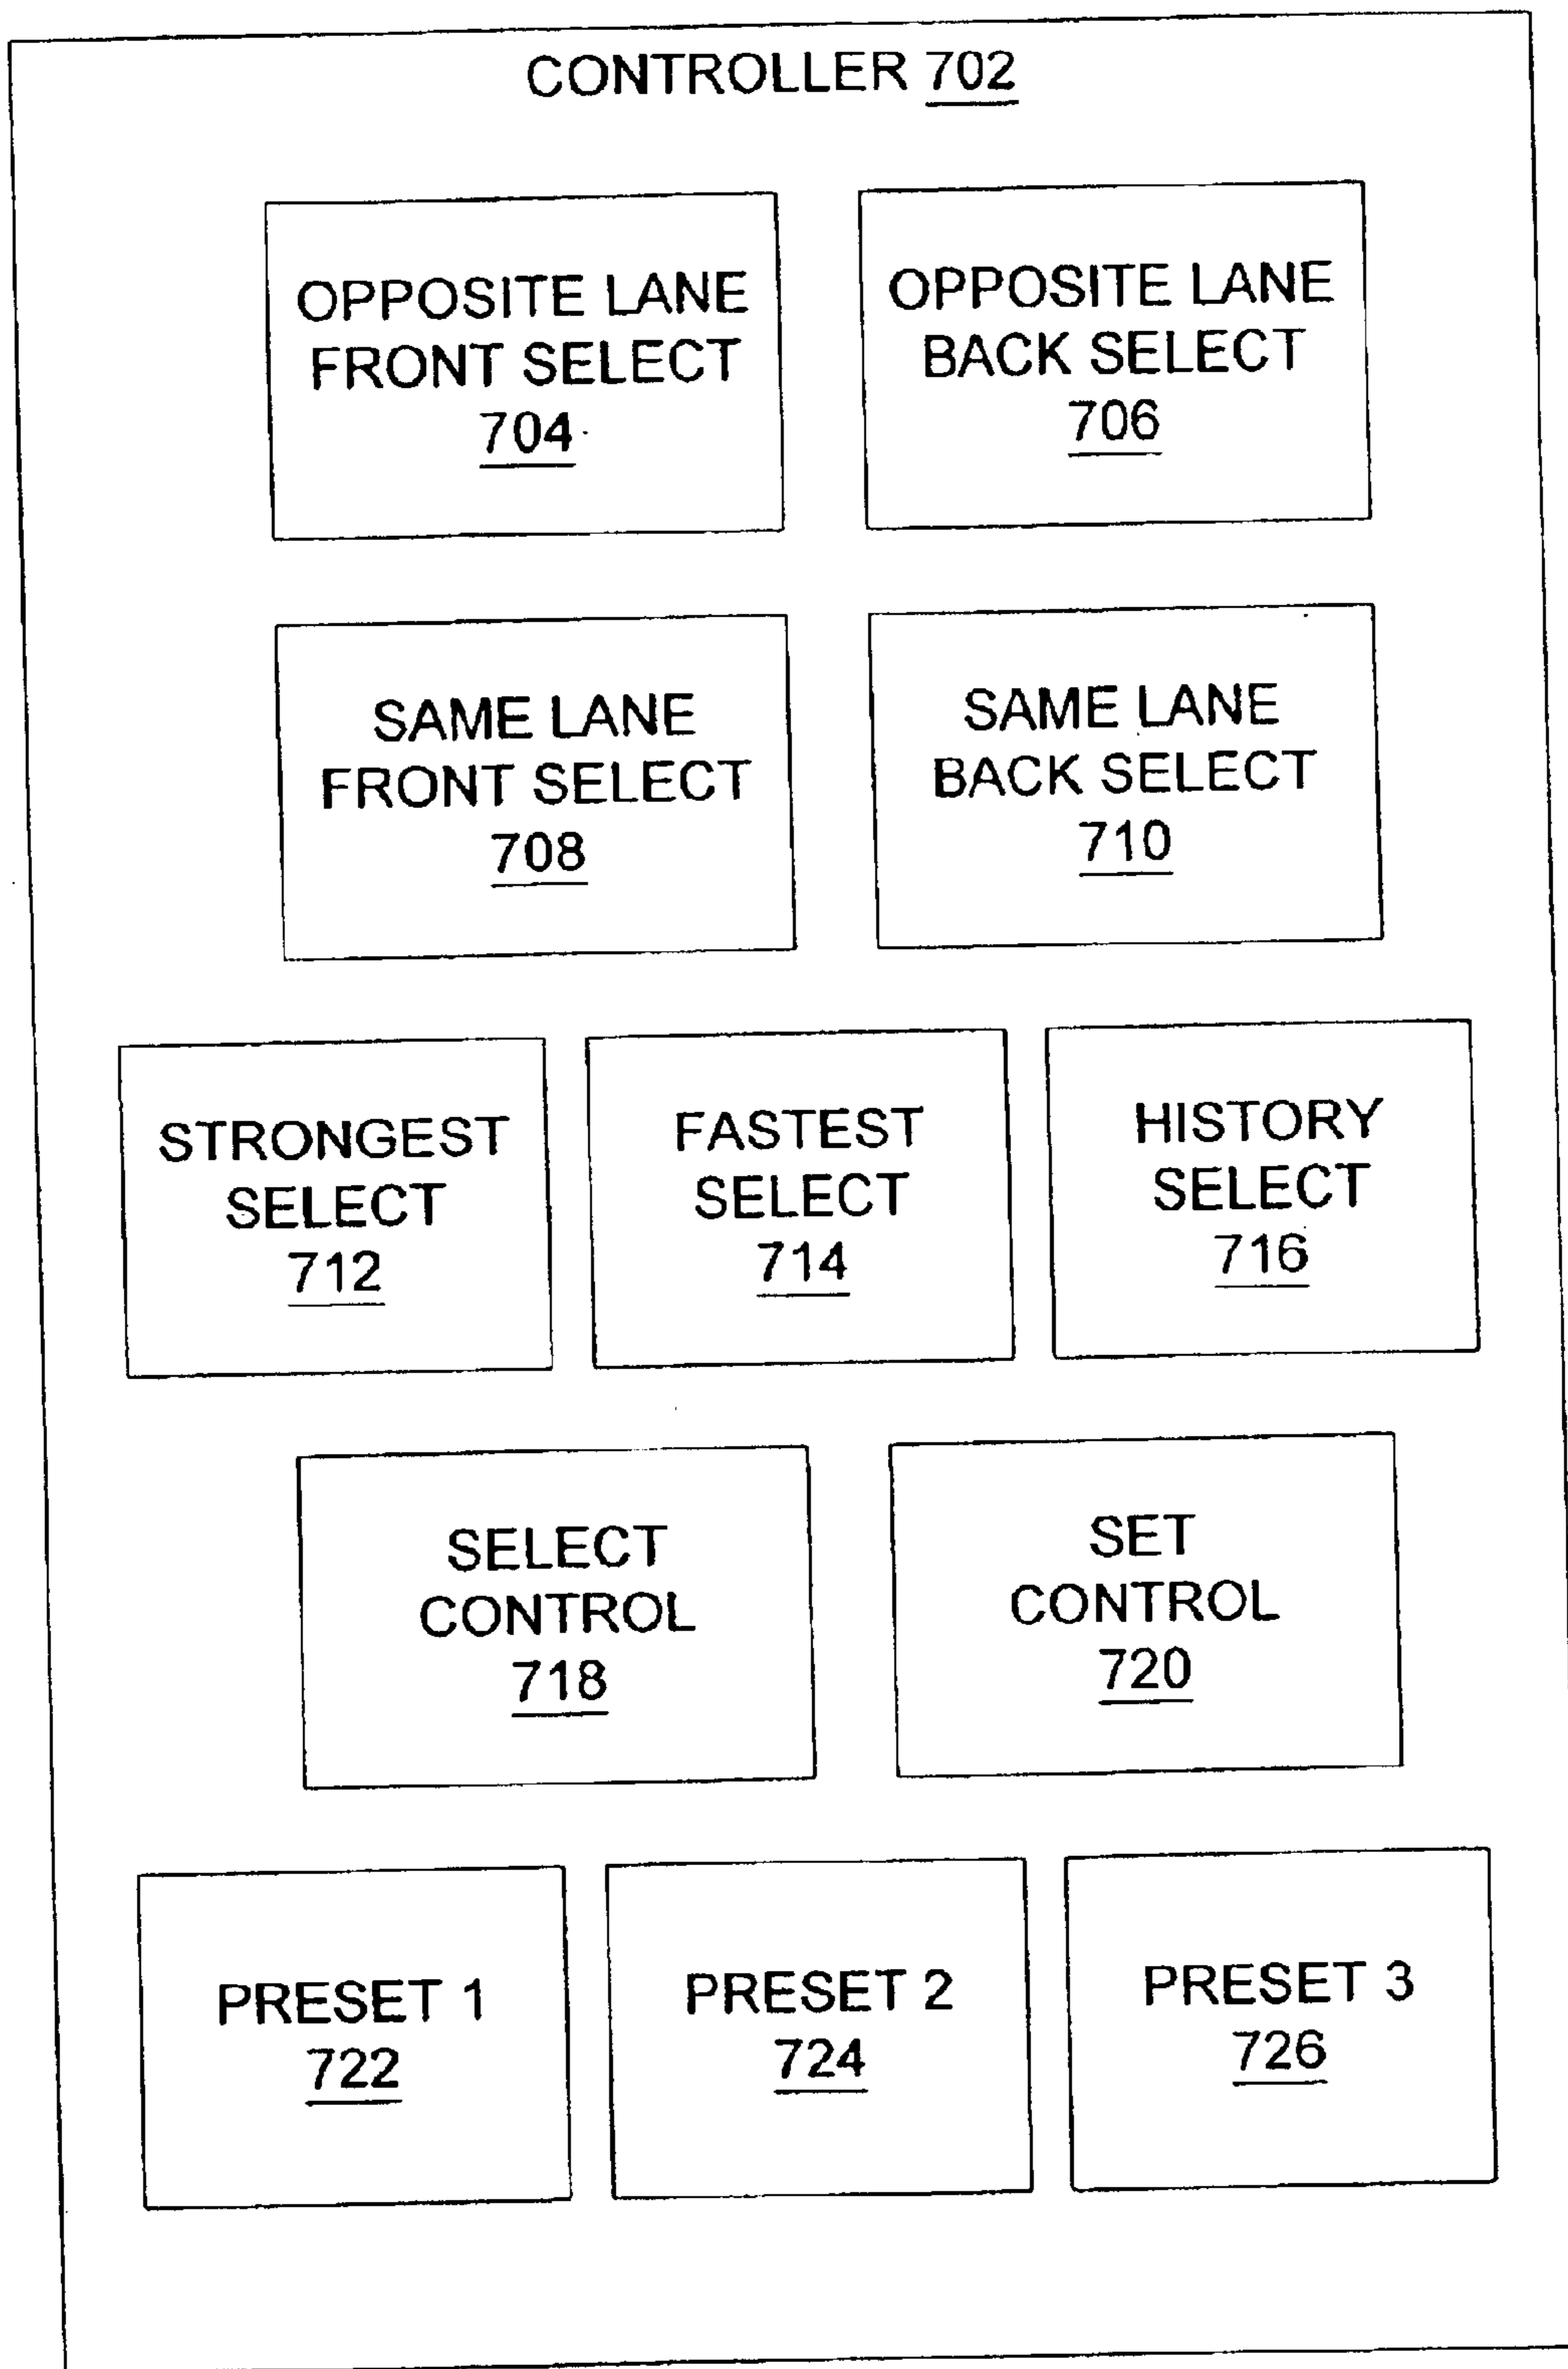 CONTROLLER 702
OPPOSITE LANE
FRONT SELECT
704
OPPOSITE LANE
BACK SELECT
706
SAME LANE
FRONT SELECT
708
SAME LANE
BACK SELECT
710
STRONGEST
SELECT
712
FASTEST
SELECT
714
HISTORY
SELECT
716
SELECT
CONTROL
718
SET
CONTROL
720
PRESET 1
722
PRESET 2
724
PRESET 3
726